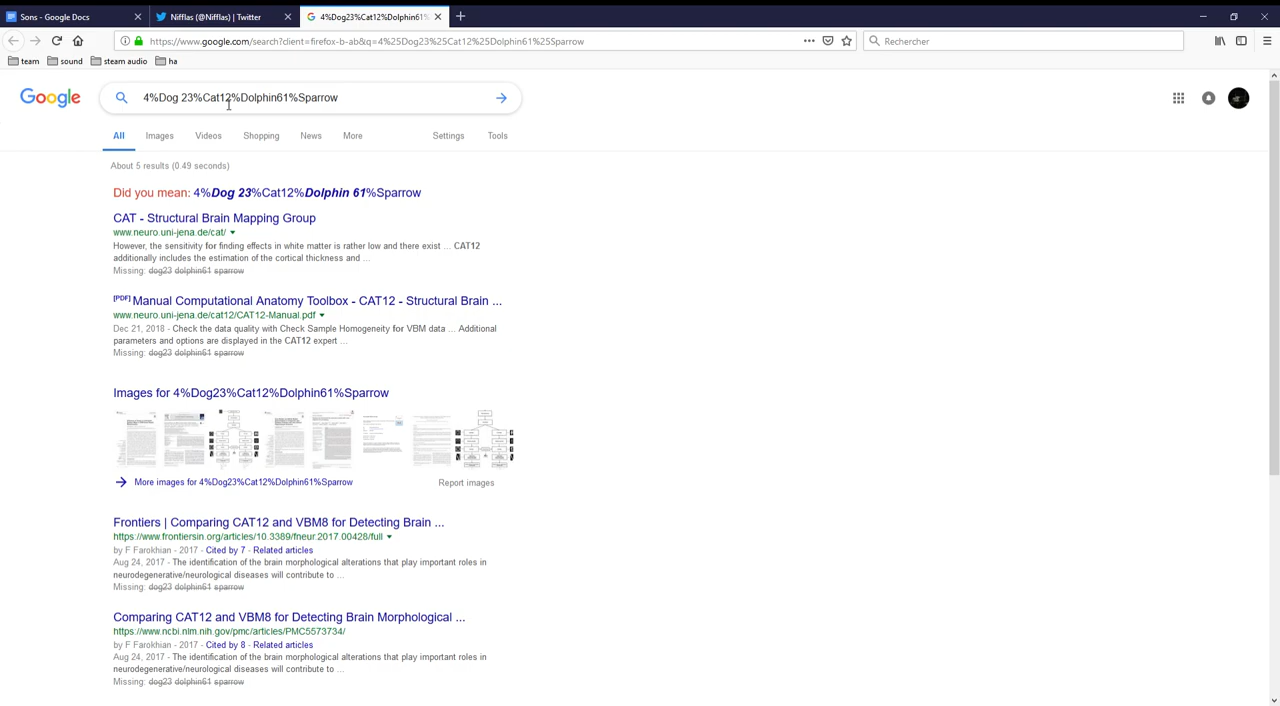 Sons - Google Docs
Nifflas (@Nifflas) | Twitter
4%Dog23%Cat12%Dolphin61%S
https://www.google.com/search?client=firefox-b-ab&q=4%25Dog23%25Cat12%25Dolphin61%25Sparrow
Rechercher
team sound steam audio ha
Google
4%Dog 23%Cat12%Dolphin61%Sparrow
All Images Videos Shopping News More Settings Tools
About 5 results (0.49 seconds)
Did you mean: 4%Dog 23%Cat12%Dolphin 61%Sparrow
CAT - Structural Brain Mapping Group
www.neuro.uni-jena.de/cat/
However, the sensitivity for finding effects in white matter is rather low and there exist ... CAT12
additionally includes the estimation of the cortical thickness and ...
Missing: dog23 dolphin61 sparrow
[PDF] Manual Computational Anatomy Toolbox - CAT12 - Structural Brain ...
www.neuro.uni-jena.de/cat12/CAT12-Manual.pdf
Dec 21, 2018 - Check the data quality with Check Sample Homogeneity for VBM data ... Additional
parameters and options are displayed in the CAT12 expert ...
Missing: dog23 dolphin61 sparrow
Images for 4%Dog23%Cat12%Dolphin61%Sparrow
More images for 4%Dog23%Cat12%Dolphin61%Sparrow Report images
Frontiers | Comparing CAT12 and VBM8 for Detecting Brain ...
https://www.frontiersin.org/articles/10.3389/fneur.2017.00428/full
by F Farokhian - 2017 - Cited by 7 - Related articles
Aug 24, 2017 - The identification of the brain morphological alterations that play important roles in
neurodegenerative/neurological diseases will contribute to ...
Missing: dog23 dolphin61 sparrow
Comparing CAT12 and VBM8 for Detecting Brain Morphological ...
https://www.ncbi.nlm.nih.gov/pmc/articles/PMC5573734/
by F Farokhian - 2017 - Cited by 8 - Related articles
Aug 24, 2017 - The identification of the brain morphological alterations that play important roles in
neurodegenerative/neurological diseases will contribute to ...
Missing: dog23 dolphin61 sparrow